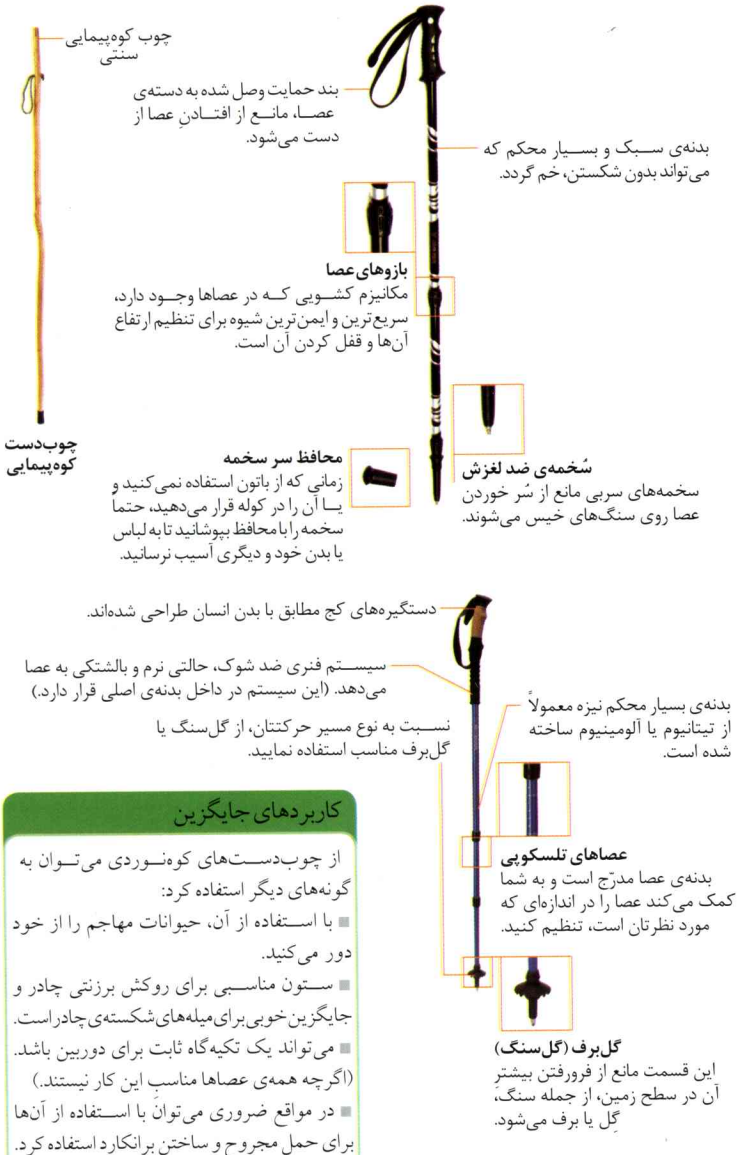 چوب کوه‌پیمایی
سنتی
بند حمایت وصل شده به دسته‌ی
عصا، مانع از افتادنِ عصا از
دست می‌شود.
بدنه‌ی سبک و بسیار محکم که
می‌تواند بدون شکستن، خم گردد.
بازوهای عصا
مکانیزم کشویی که در عصاها وجود دارد،
سریع‌ترین و ایمن‌ترین شیوه برای تنظیم ارتفاع
آن‌ها و قفل کردن آن است.
چوب‌دست
کوه‌پیمایی
سُخمه‌ی ضد لغزش
سخمه‌های سربی مانع از سُر خوردن
عصا روی سنگ‌های خیس می‌شوند.
محافظ سر سخمه
زمانی که از باتون استفاده نمی‌کنید و
یا آن را در کوله قرار می‌دهید، حتماً
سخمه را با محافظ بپوشانید تا به لباس
یا بدن خود و دیگری آسیب نرسانید.
دستگیره‌های کج مطابق با بدن انسان طراحی شده‌اند.
سیستم فنری ضد شوک، حالتی نرم و بالشتکی به عصا
می‌دهد. (این سیستم در داخل بدنه‌ی اصلی قرار دارد.)
نسبت به نوع مسیر حرکتتان، از گل‌سنگ یا
گل‌برف مناسب استفاده نمایید.
بدنه‌ی بسیار محکم نیزه معمولاً
از تیتانیوم یا آلومینیوم ساخته
شده است.
عصاهای تلسکوپی
بدنه‌ی عصا مدرّج است و به شما
کمک می‌کند عصا را در اندازه‌ای که
مورد نظرتان است، تنظیم کنید.
گل‌برف (گل‌سنگ)
این قسمت مانع از فرورفتن بیشترِ
آن در سطح زمین، از جمله سنگ،
گِل یا برف می‌شود.
کاربردهای جایگزین
از چوب‌دست‌های کوه‌نوردی می‌توان به
گونه‌های دیگر استفاده کرد:
■ با استفاده از آن، حیوانات مهاجم را از خود
دور می‌کنید.
■ ستون مناسبی برای روکش برزنتی چادر و
جایگزین خوبی برای میله‌های شکسته‌ی چادر است.
■ می‌تواند یک تکیه‌گاه ثابت برای دوربین باشد.
(اگرچه همه‌ی عصاها مناسبِ این کار نیستند.)
■ در مواقع ضروری می‌توان با استفاده از آن‌ها
برای حمل مجروح و ساختن برانکارد استفاده کرد.